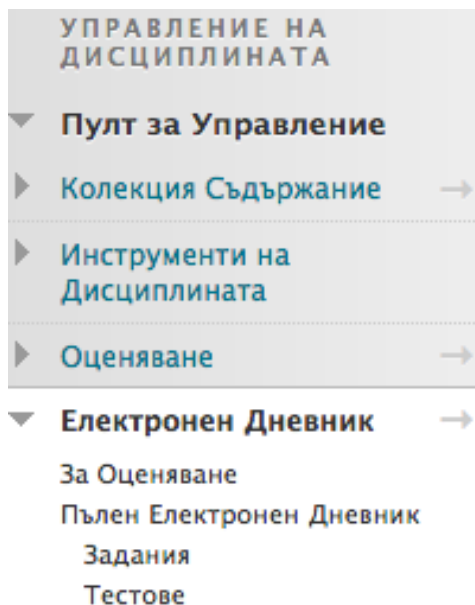 УПРАВЛЕНИЕ НА
ДИСЦИПЛИНАТА
Пулт за Управление
Колекция Съдържание
Инструменти на
Дисциплината
Оценяване
Електронен Дневник
За Оценяване
Пълен Електронен Дневник
Задания
Тестове